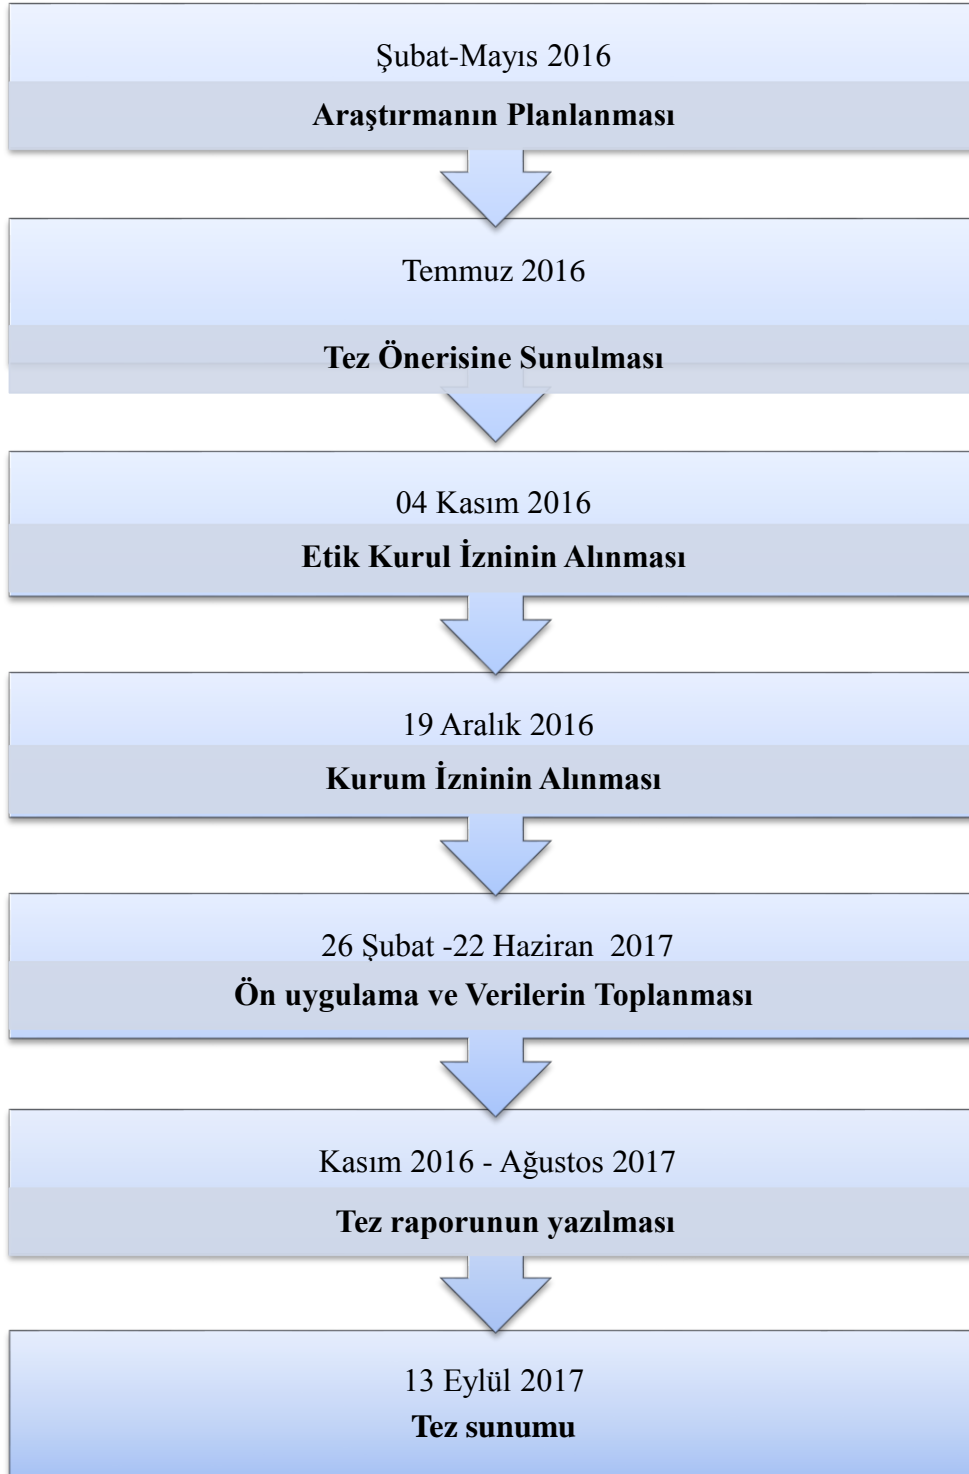 Şubat-Mayıs 2016
Araştırmanın Planlanması
Temmuz 2016
Tez Önerisine Sunulması
04 Kasım 2016
Etik Kurul İzninin Alınması
19 Aralık 2016
Kurum İzninin Alınması
26 Şubat -22 Haziran  2017
Ön uygulama ve Verilerin Toplanması
Kasım 2016 - Ağustos 2017
Tez raporunun yazılması
13 Eylül 2017
Tez sunumu